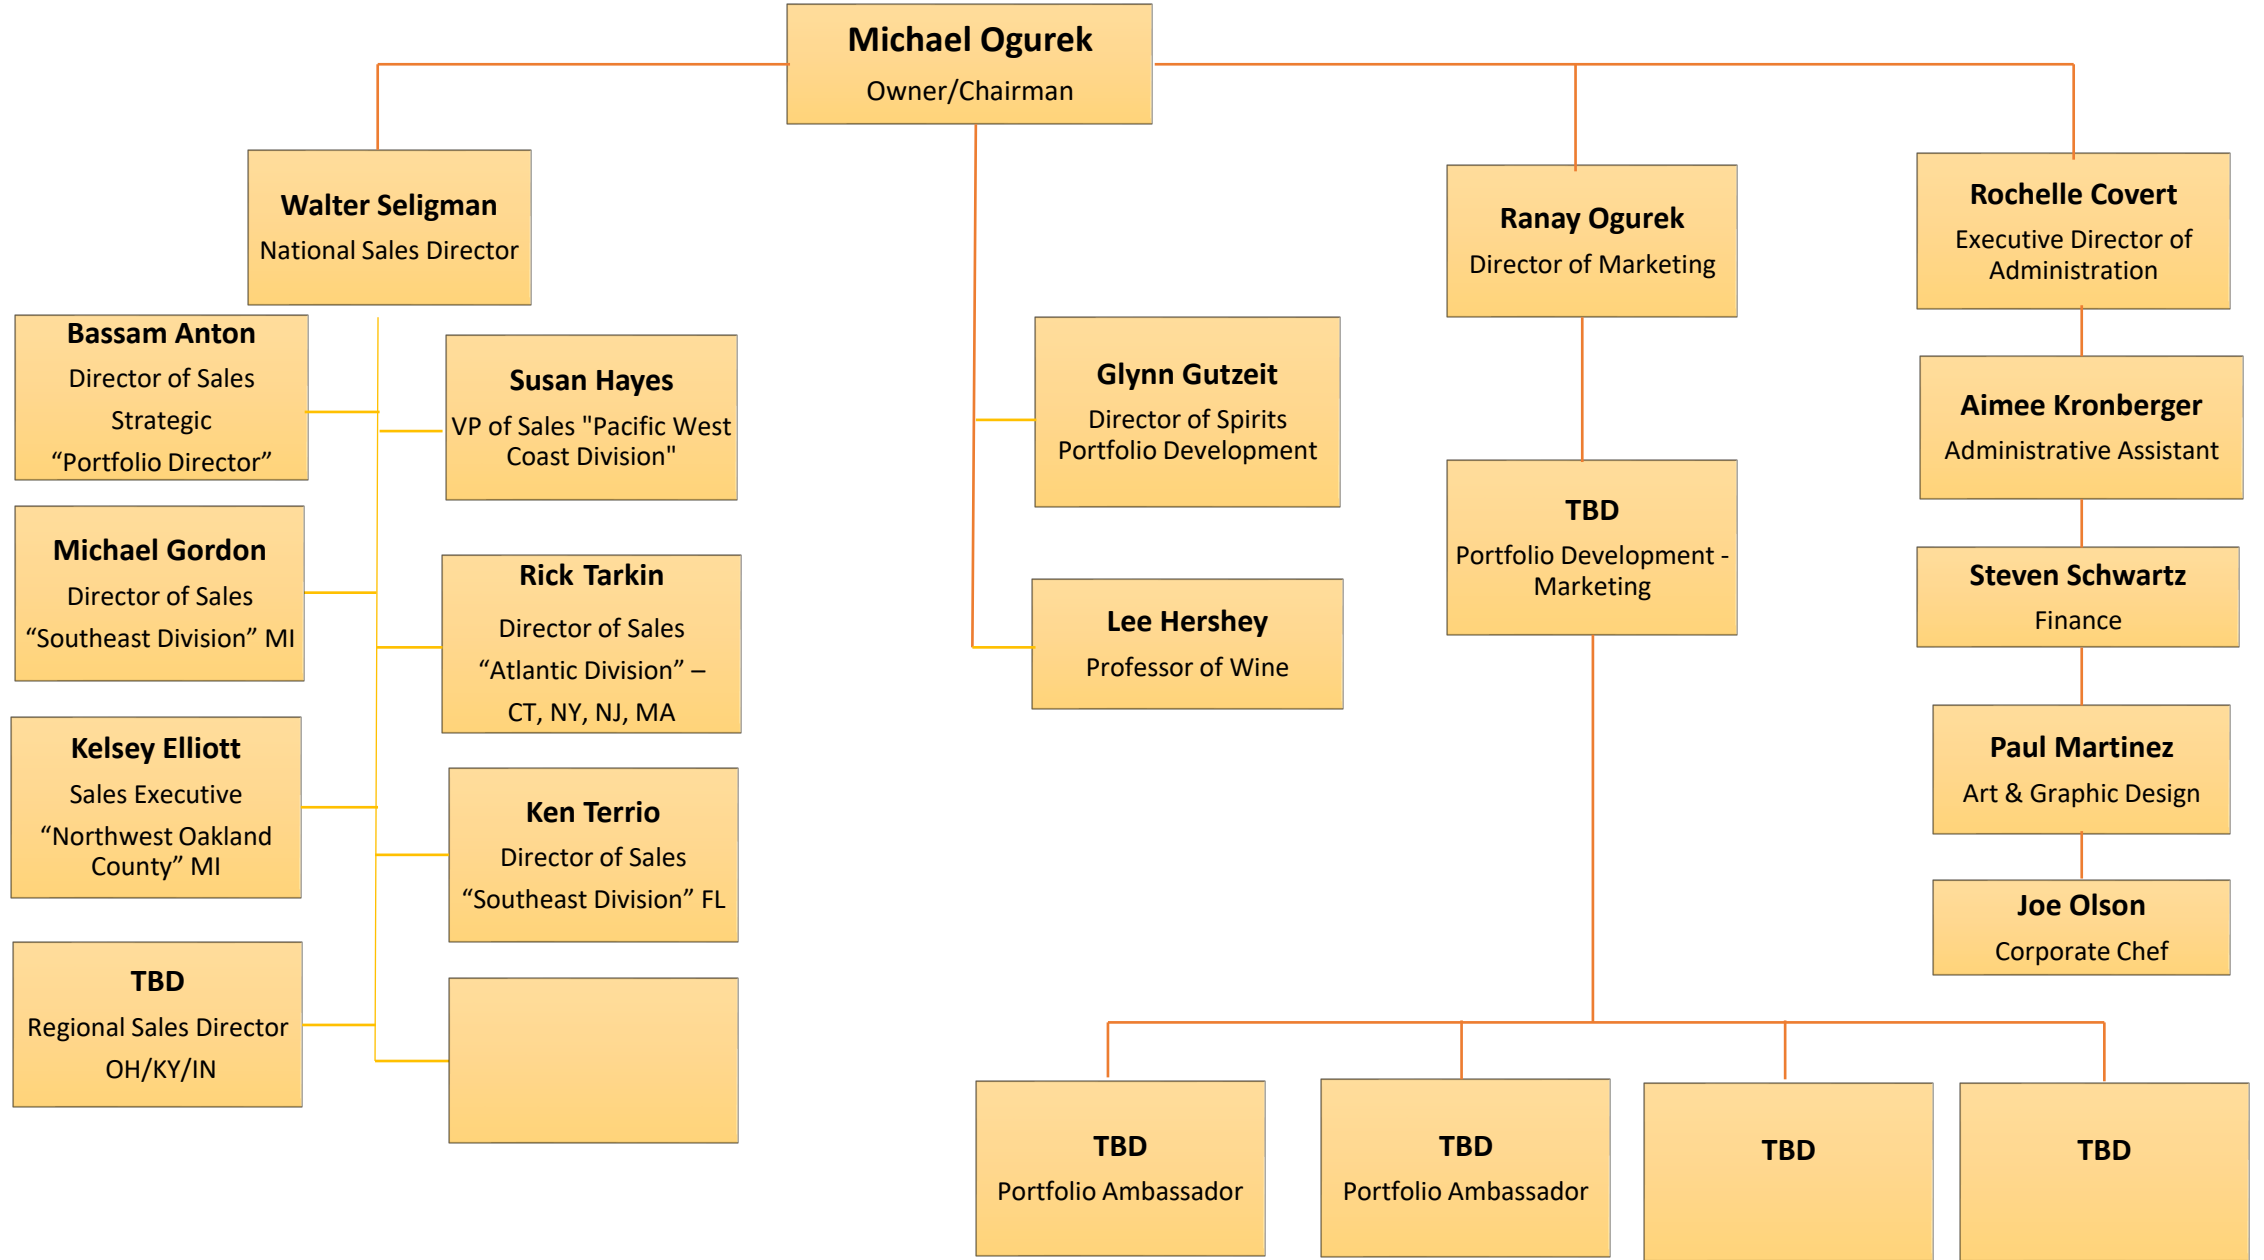 Michael Ogurek
Owner/Chairman
Walter Seligman
National Sales Director
Bassam Anton
Director of Sales
Strategic
“Portfolio Director”
Susan Hayes
VP of Sales "Pacific West
Coast Division"
Michael Gordon
Director of Sales
“Southeast Division” MI
Rick Tarkin
Director of Sales
“Atlantic Division” –
CT, NY, NJ, MA
Kelsey Elliott
Sales Executive
“Northwest Oakland
County” MI
Ken Terrio
Director of Sales
“Southeast Division” FL
TBD
Regional Sales Director
OH/KY/IN
Glynn Gutzeit
Director of Spirits
Portfolio Development
Lee Hershey
Professor of Wine
Ranay Ogurek
Director of Marketing
TBD
Portfolio Development -
Marketing
TBD
Portfolio Ambassador
TBD
Portfolio Ambassador
TBD
TBD
Rochelle Covert
Executive Director of
Administration
Aimee Kronberger
Administrative Assistant
Steven Schwartz
Finance
Paul Martinez
Art & Graphic Design
Joe Olson
Corporate Chef